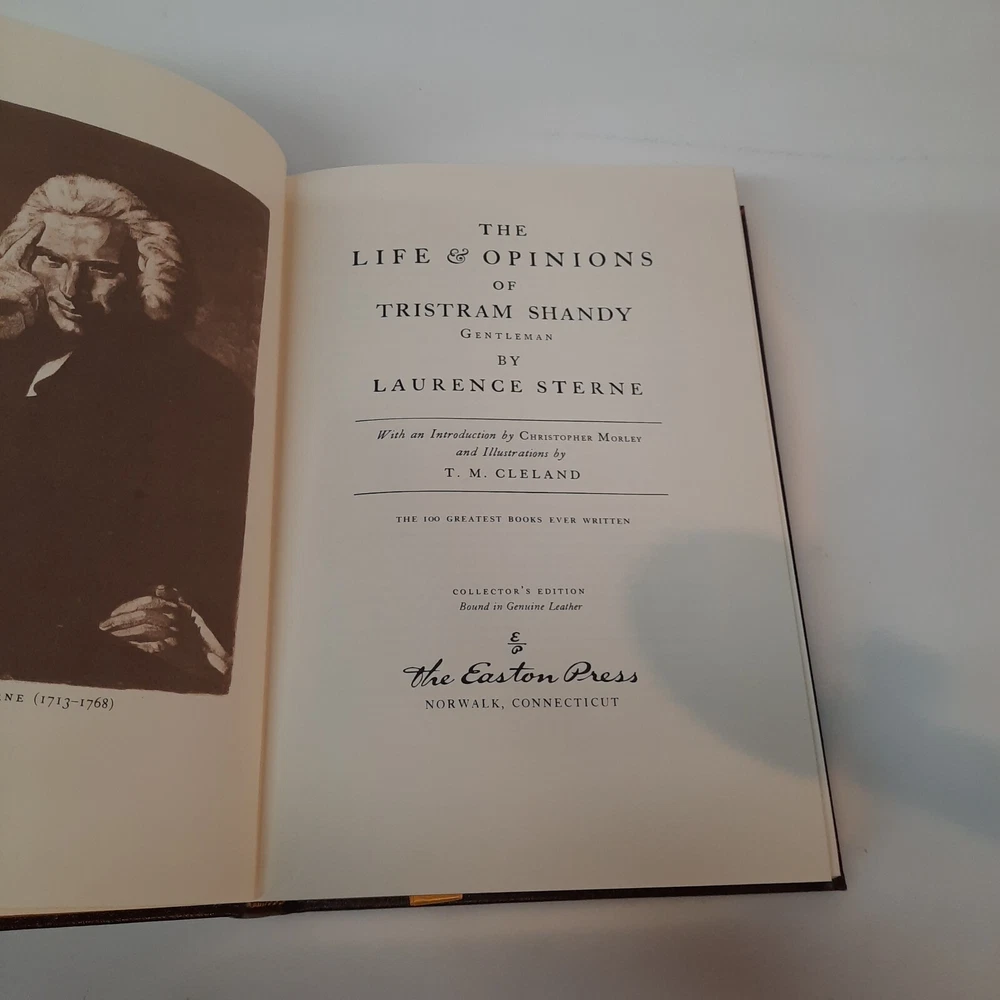 NE (1713–1768)
THE
LIFE & OPINIONS
OF
TRISTRAM SHANDY
GENTLEMAN
BY
LAURENCE STERNE
With an Introduction by CHRISTOPHER MORLEY
and Illustrations by
T. M. CLELAND
THE 100 GREATEST BOOKS EVER WRITTEN
COLLECTOR'S EDITION
Bound in Genuine Leather
E
P
The Easton Press
NORWALK, CONNECTICUT